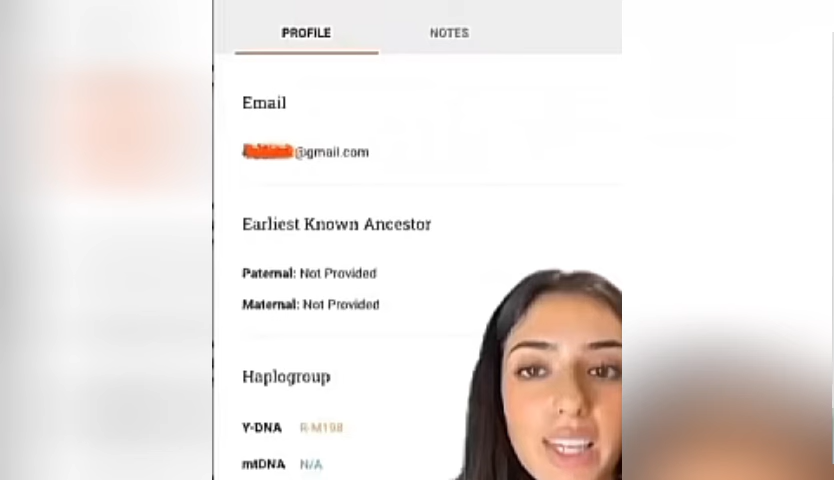 PROFILE NOTES
Email
@gmail.com
Earliest Known Ancestor
Paternal: Not Provided
Maternal: Not Provided
Haplogroup
Y-DNA R-M198
mtDNA N/A